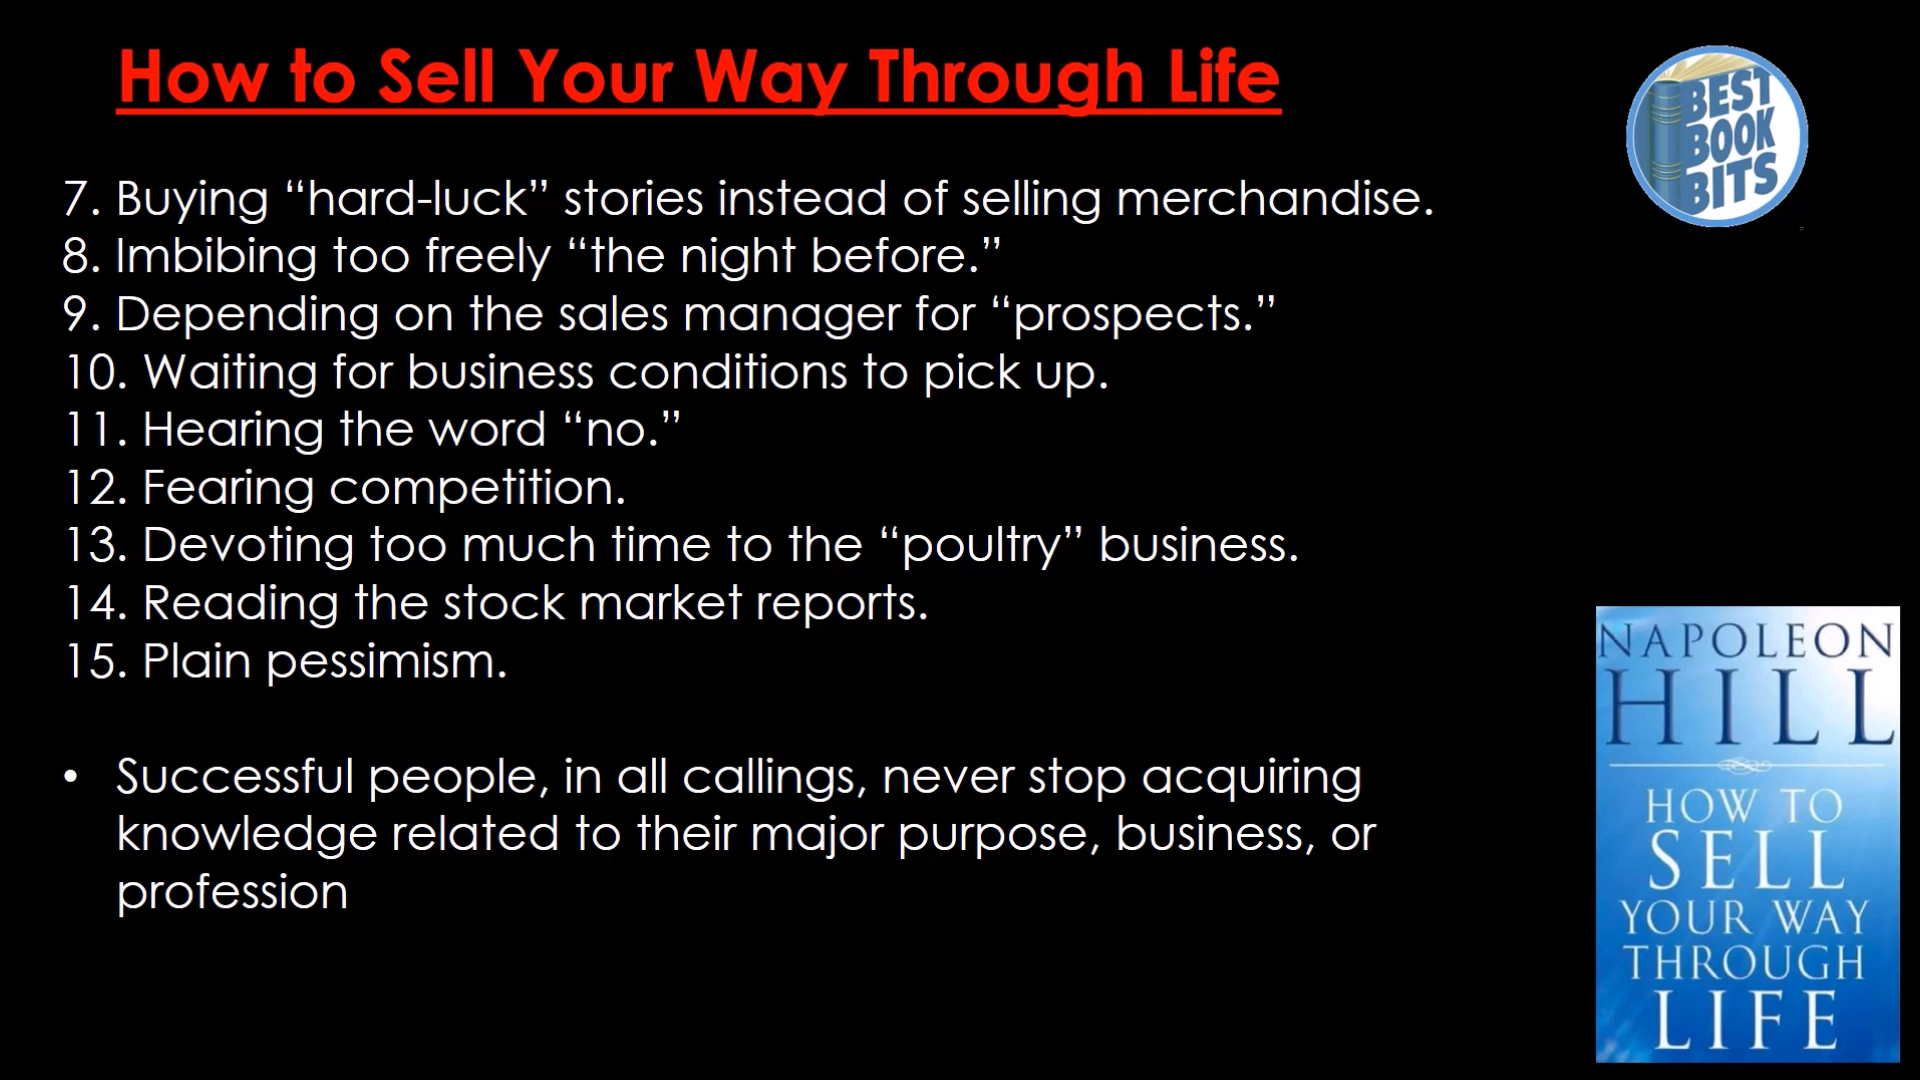 How to Sell Your Way Through Life
BEST
BOOK
BITS
7. Buying “hard-luck” stories instead of selling merchandise.
8. Imbibing too freely “the night before.”
9. Depending on the sales manager for “prospects.”
10. Waiting for business conditions to pick up.
11. Hearing the word “no.”
12. Fearing competition.
13. Devoting too much time to the “poultry” business.
14. Reading the stock market reports.
15. Plain pessimism.
• Successful people, in all callings, never stop acquiring
knowledge related to their major purpose, business, or
profession
NAPOLEON
HILL
HOW TO
SELL
YOUR WAY
THROUGH
LIFE